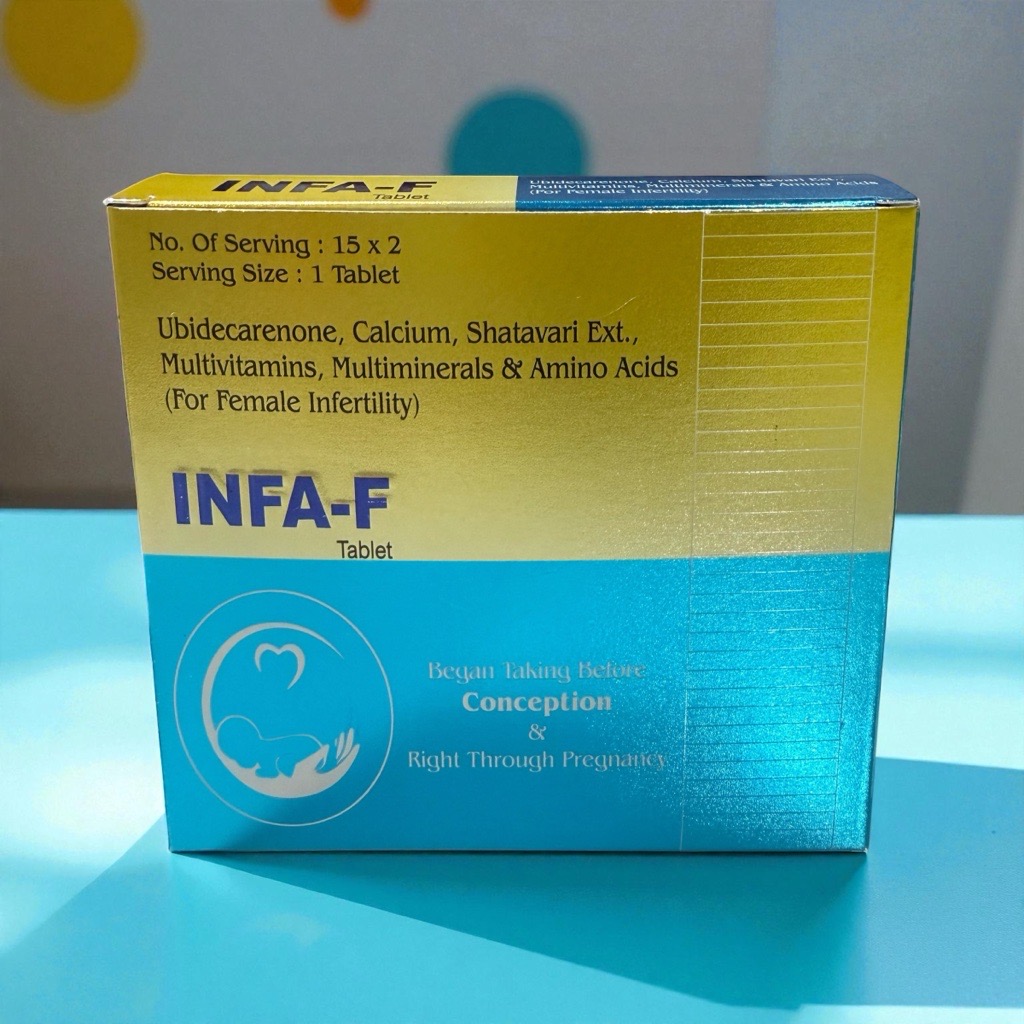 INFA-F
Tablet
Ubidecarenone, Calcium, Shatavari Ext.,
Multivitamins, Multiminerals & Amino Acids
(For Female Infertility)
No. Of Serving : 15 x 2
Serving Size : 1 Tablet
Ubidecarenone, Calcium, Shatavari Ext.,
Multivitamins, Multiminerals & Amino Acids
(For Female Infertility)
INFA-F
Tablet
Began Taking Before
Conception
&
Right Through Pregnancy